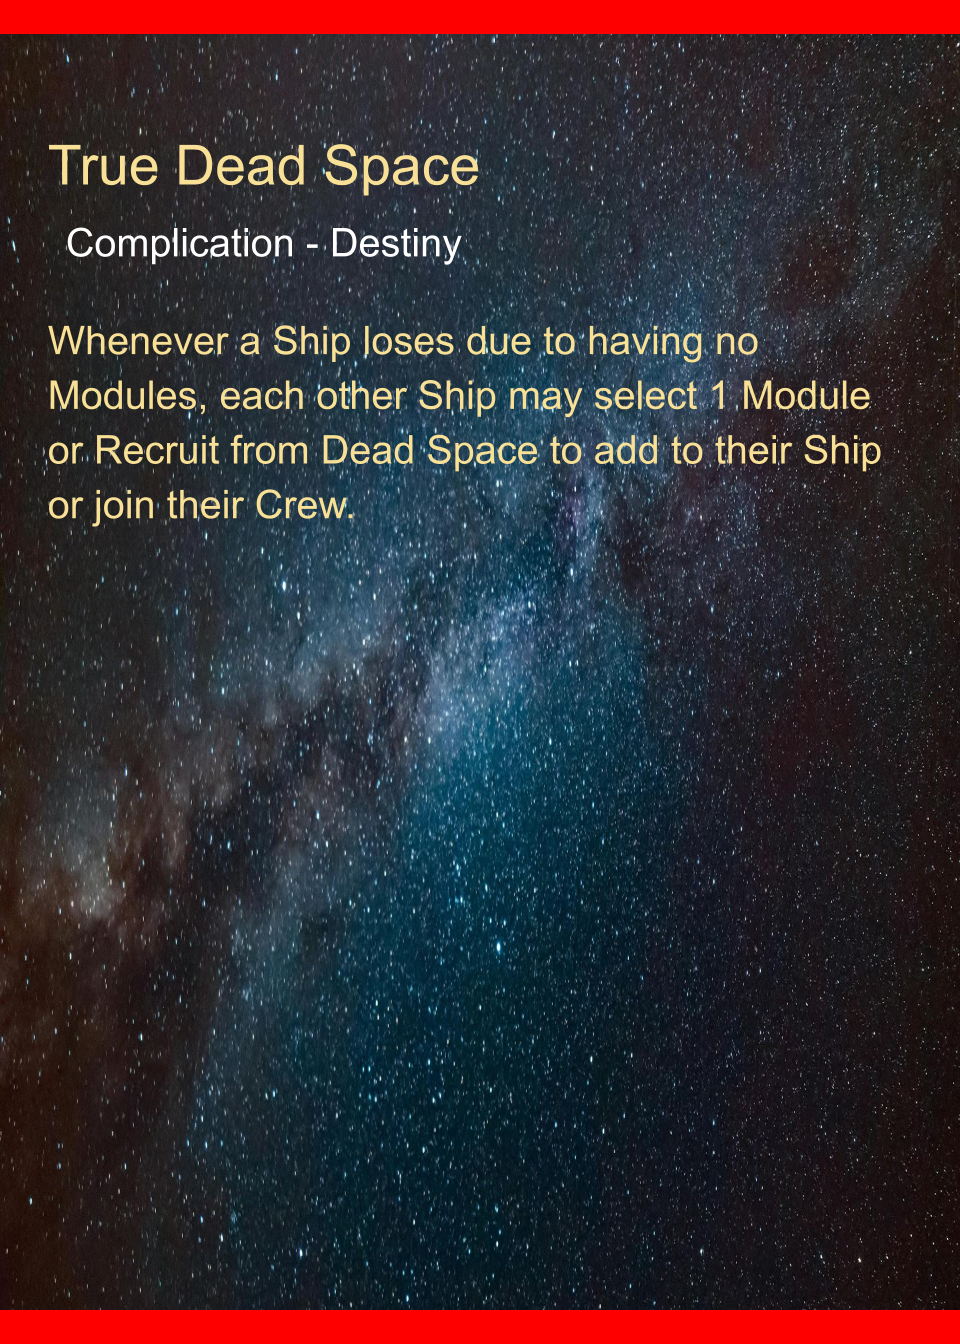 True Dead Space
Complication - Destiny
Whenever a Ship loses due to having no
Modules, each other Ship may select 1 Module
or Recruit from Dead Space to add to their Ship
or join their Crew.